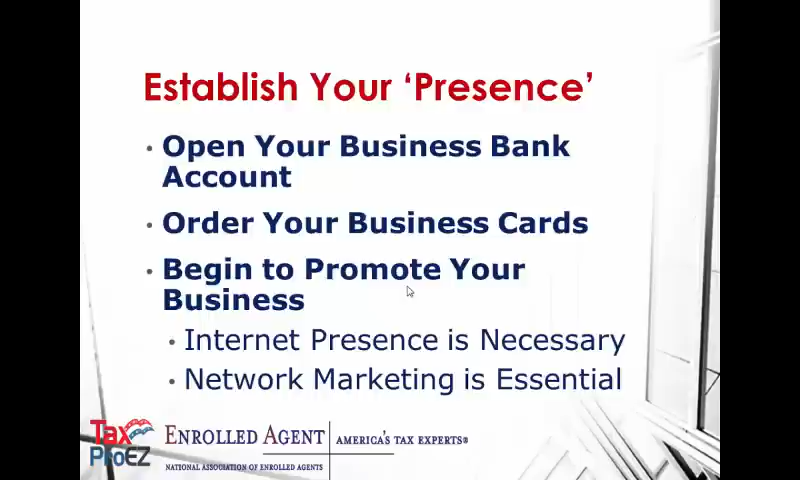 Establish Your ‘Presence’
• Open Your Business Bank
Account
• Order Your Business Cards
• Begin to Promote Your
Business
• Internet Presence is Necessary
• Network Marketing is Essential
Tax
ProEZ
ENROLLED AGENT
AMERICA'S TAX EXPERTS®
NATIONAL ASSOCIATION OF ENROLLED AGENTS